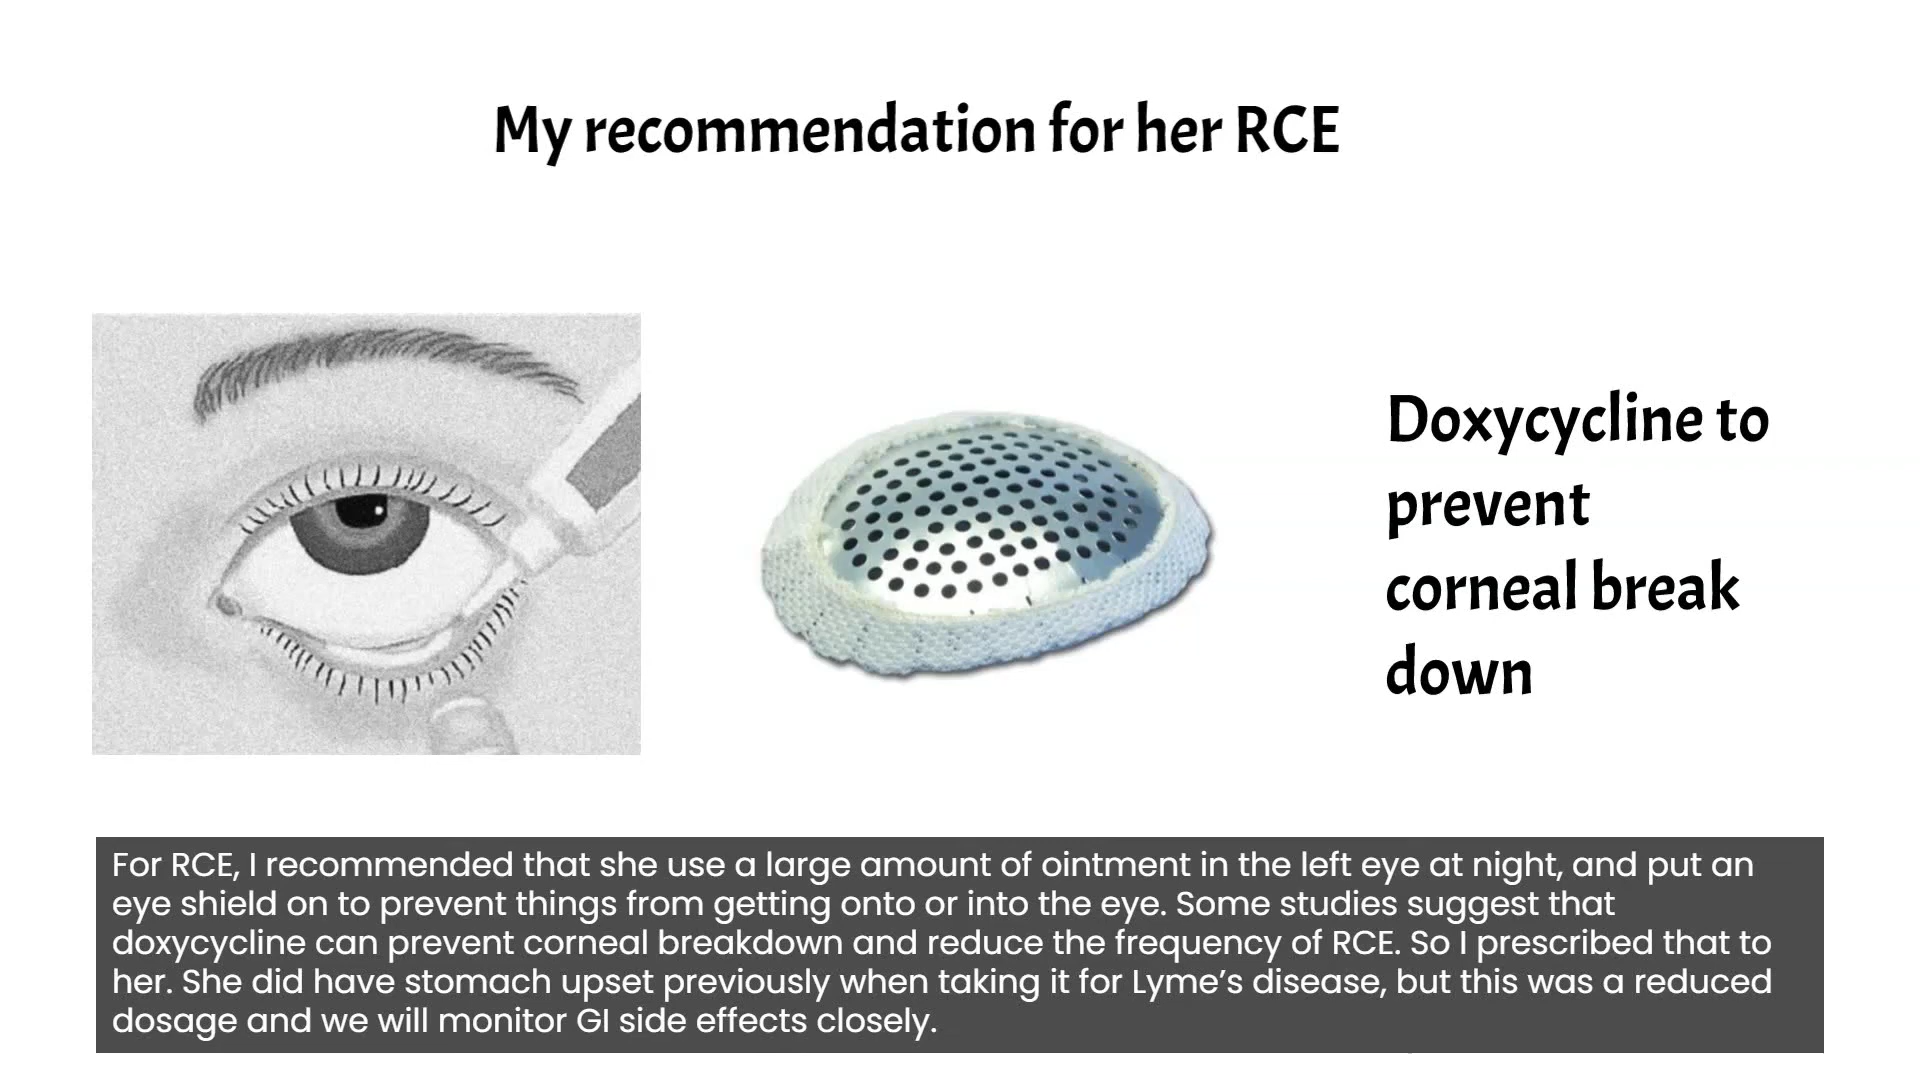 My recommendation for her RCE
Doxycycline to
prevent
corneal break
down
For RCE, I recommended that she use a large amount of ointment in the left eye at night, and put an
eye shield on to prevent things from getting onto or into the eye. Some studies suggest that
doxycycline can prevent corneal breakdown and reduce the frequency of RCE. So I prescribed that to
her. She did have stomach upset previously when taking it for Lyme’s disease, but this was a reduced
dosage and we will monitor GI side effects closely.